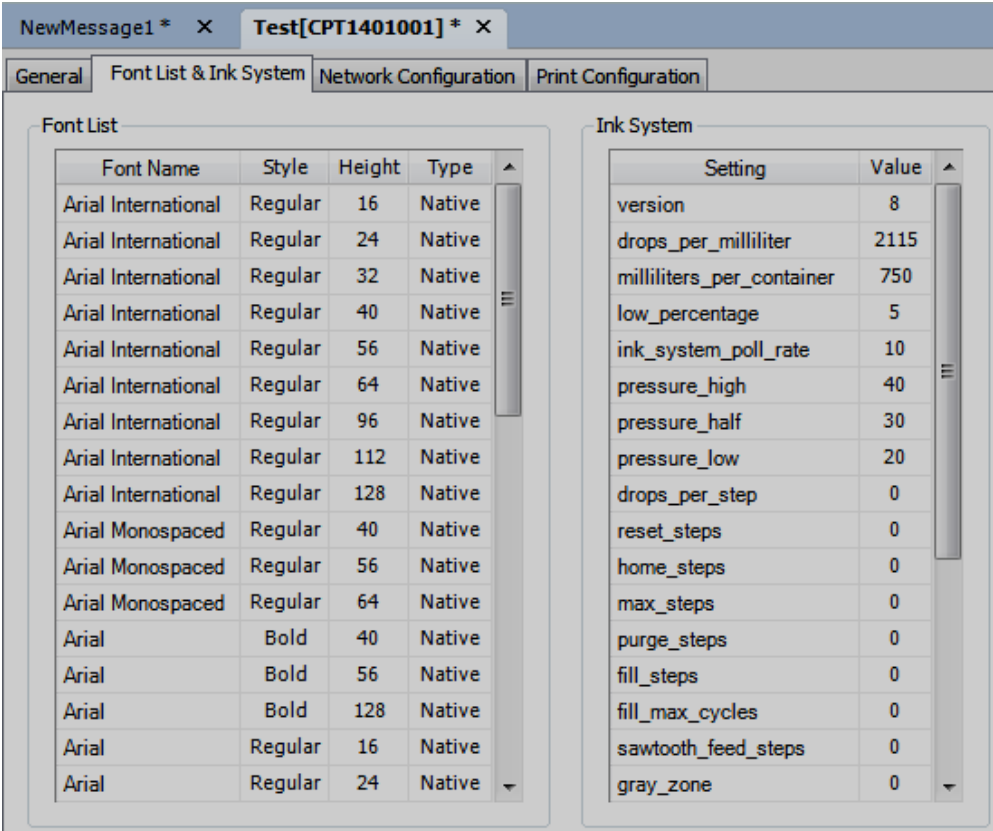 NewMessage1 * X Test[CPT1401001] * X
General Font List & Ink System Network Configuration Print Configuration
Font List
Font Name Style Height Type
Arial International Regular 16 Native
Arial International Regular 24 Native
Arial International Regular 32 Native
Arial International Regular 40 Native
Arial International Regular 56 Native
Arial International Regular 64 Native
Arial International Regular 96 Native
Arial International Regular 112 Native
Arial International Regular 128 Native
Arial Monospaced Regular 40 Native
Arial Monospaced Regular 56 Native
Arial Monospaced Regular 64 Native
Arial Bold 40 Native
Arial Bold 56 Native
Arial Bold 128 Native
Arial Regular 16 Native
Arial Regular 24 Native
Ink System
Setting Value
version 8
drops_per_milliliter 2115
milliliters_per_container 750
low_percentage 5
ink_system_poll_rate 10
pressure_high 40
pressure_half 30
pressure_low 20
drops_per_step 0
reset_steps 0
home_steps 0
max_steps 0
purge_steps 0
fill_steps 0
fill_max_cycles 0
sawtooth_feed_steps 0
gray_zone 0